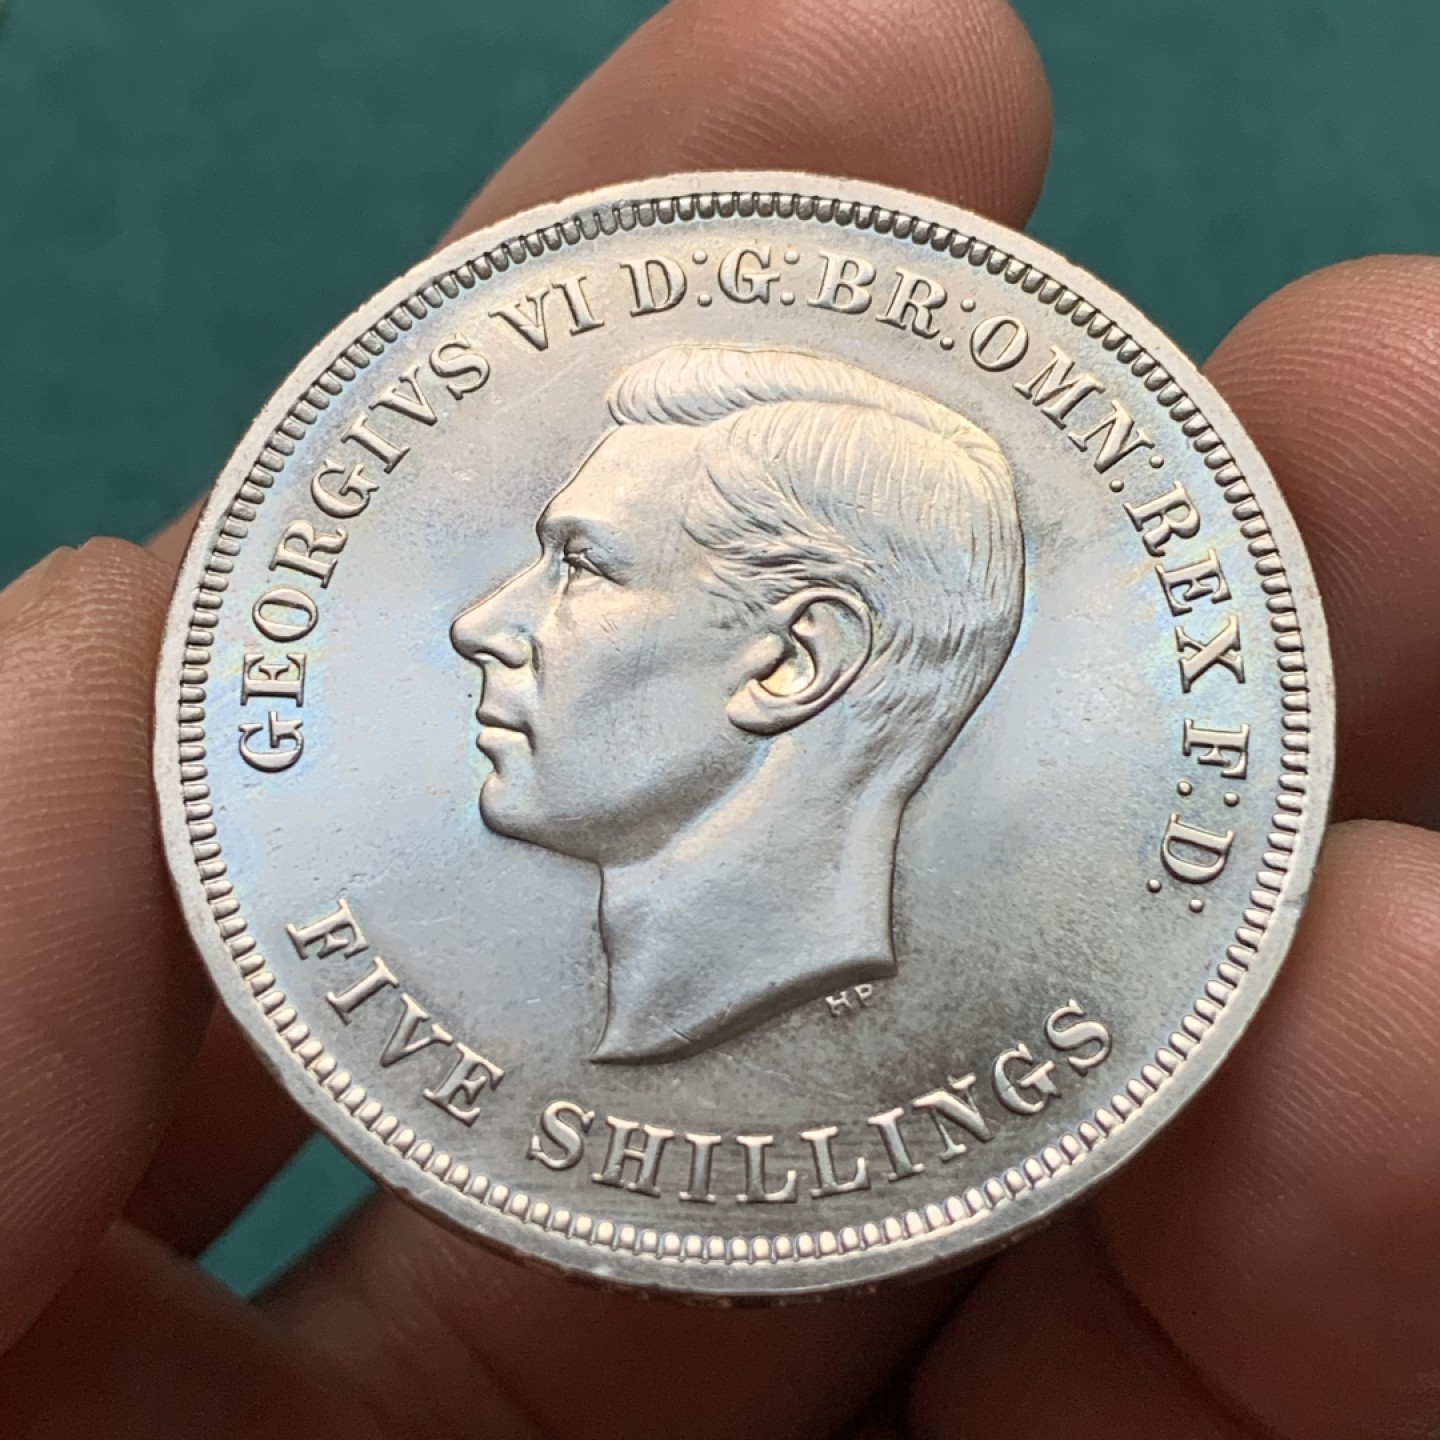 GEORGIVS VI D:G:BR:OMN:REX F:D:
HP
FIVE SHILLINGS